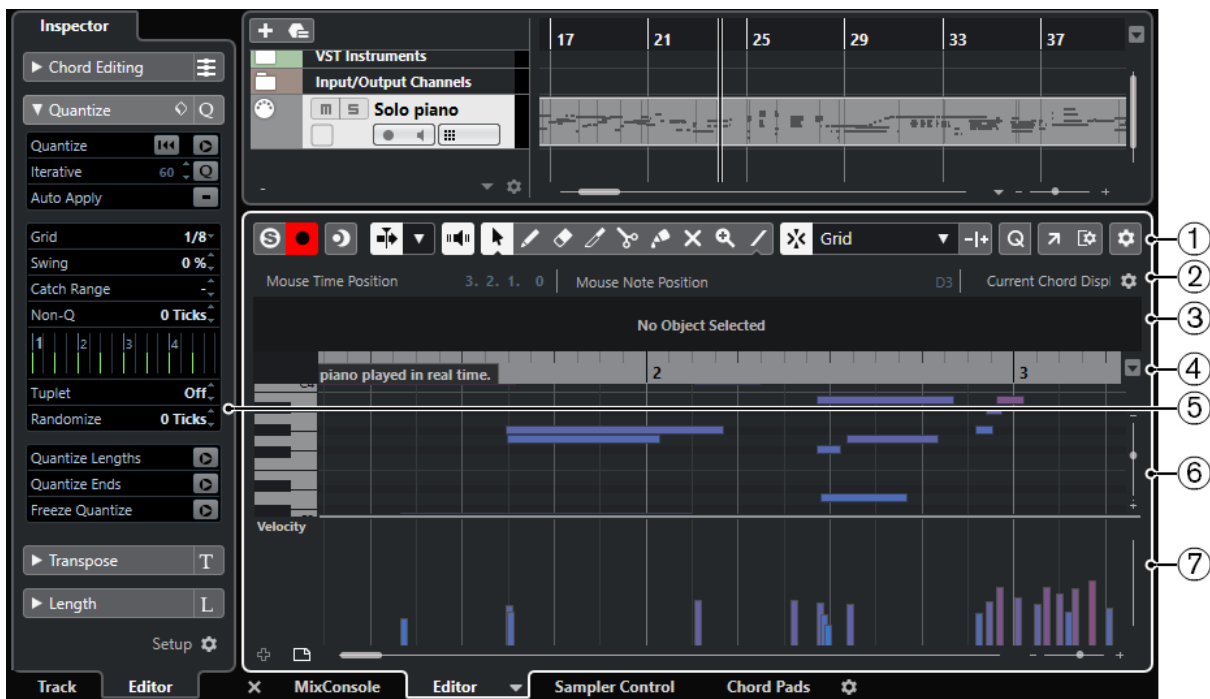 Inspector
Chord Editing
Quantize Q
Quantize
Iterative 60 Q
Auto Apply
Grid 1/8
Swing 0 %
Catch Range -
Non-Q 0 Ticks
1 2 3 4
Tuplet Off
Randomize 0 Ticks
Quantize Lengths
Quantize Ends
Freeze Quantize
Transpose T
Length L
Setup
Track Editor
17 21 25 29 33 37
VST Instruments
Input/Output Channels
m S Solo piano
-
S Grid Q
Mouse Time Position 3. 2. 1. 0 Mouse Note Position D3 Current Chord Displ
No Object Selected
piano played in real time. 2 3
Velocity
MixConsole Editor Sampler Control Chord Pads
1
2
3
4
5
6
7